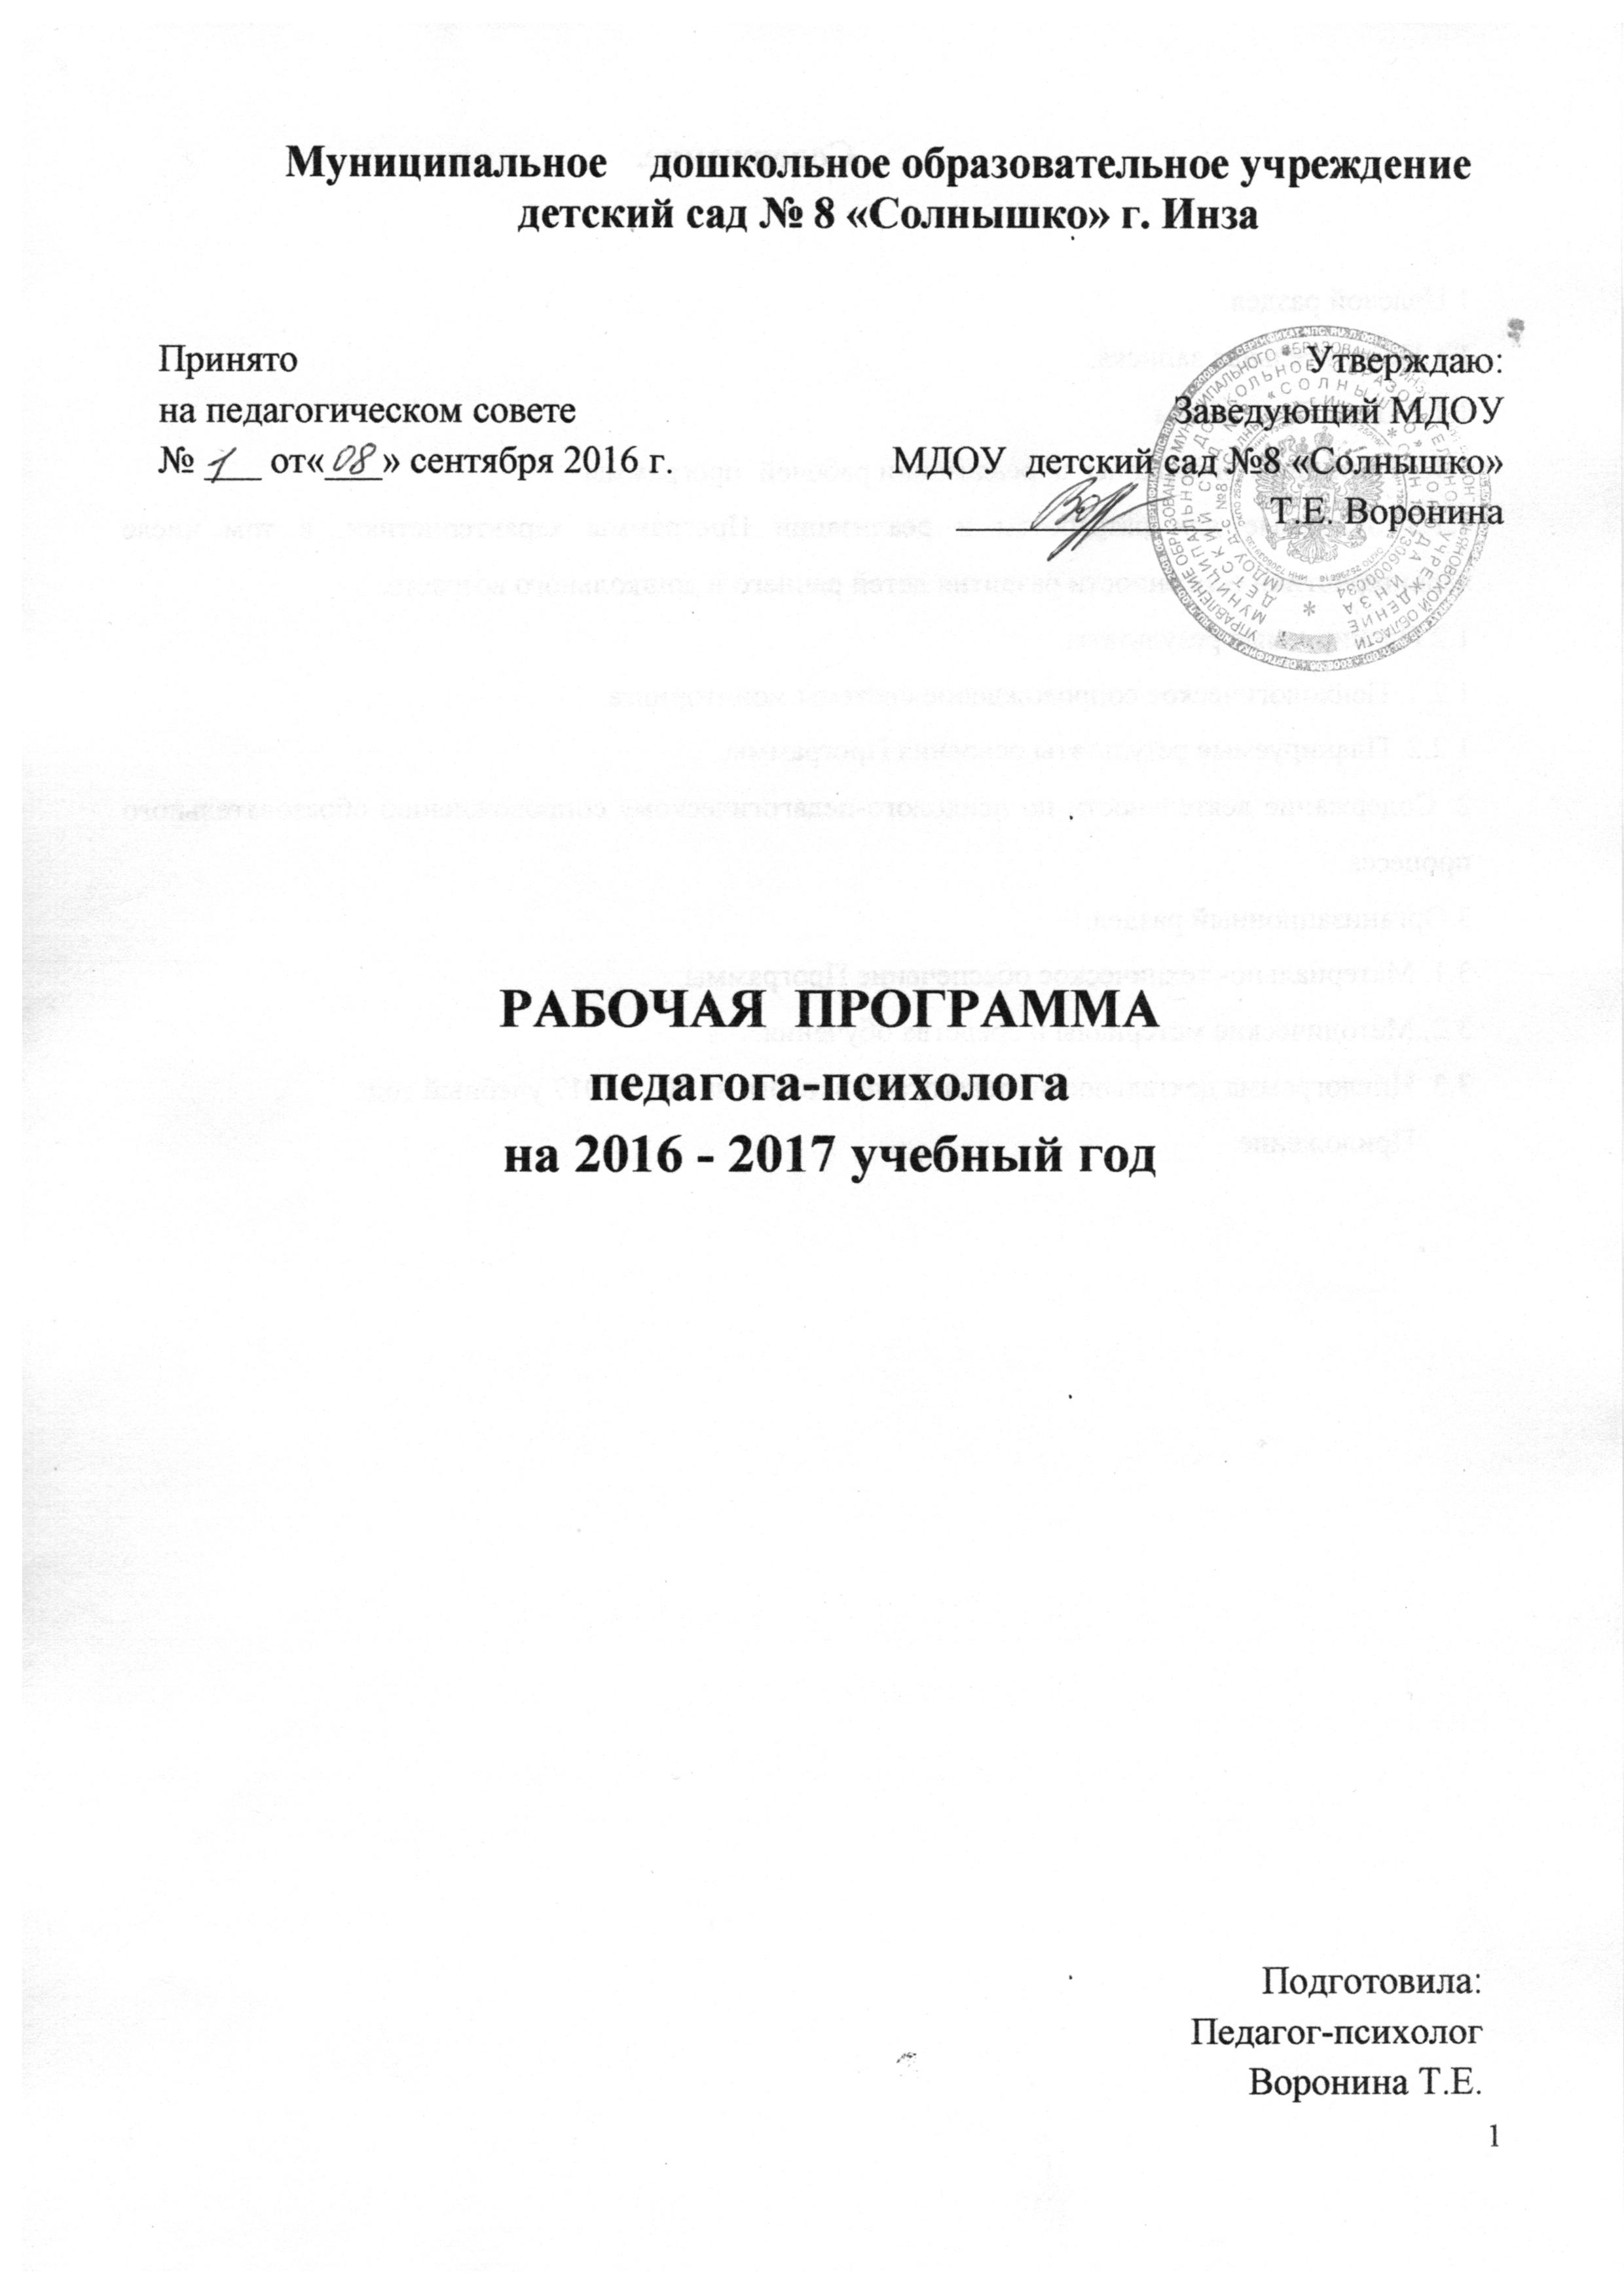 Муниципальное дошкольное образовательное учреждение
детский сад № 8 «Солнышко» г. Инза
Принято
на педагогическом совете
№ 1 от« 08 » сентября 2016 г.
Утверждаю:
Заведующий МДОУ
МДОУ детский сад №8 «Солнышко»
Т.Е. Воронина
РАБОЧАЯ ПРОГРАММА
педагога-психолога
на 2016 - 2017 учебный год
Подготовила:
Педагог-психолог
Воронина Т.Е.
1